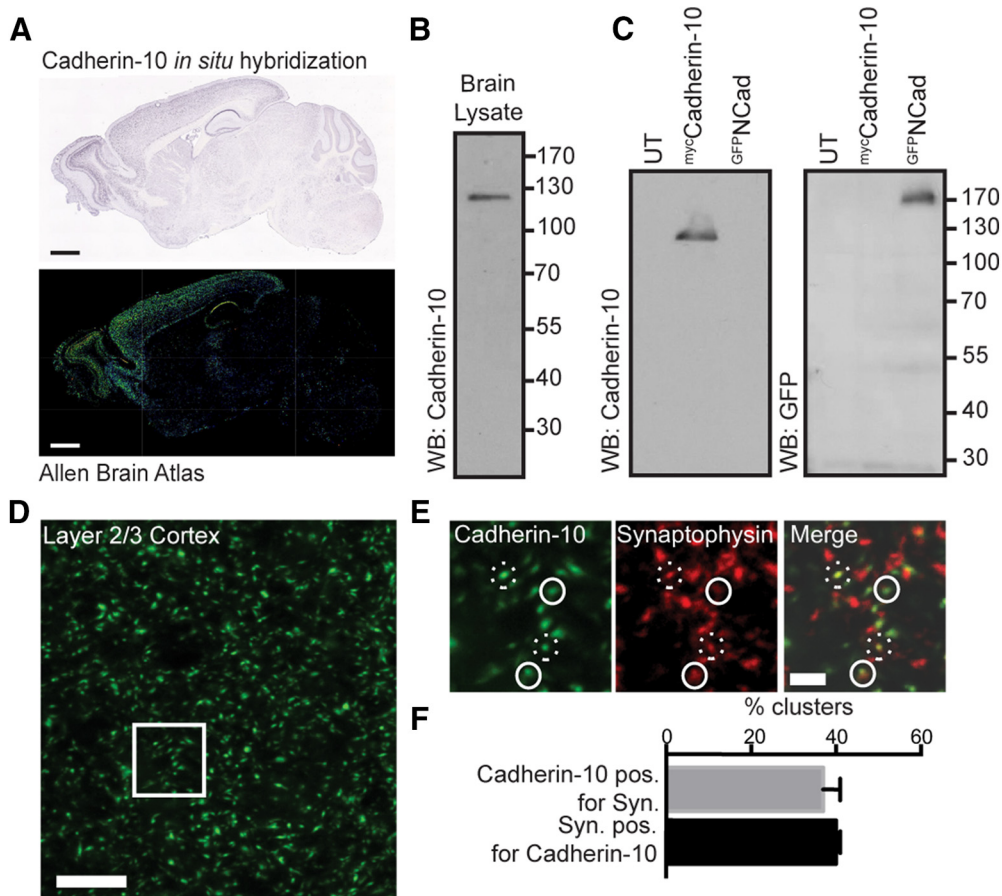 A
Cadherin-10 in situ hybridization
Allen Brain Atlas
B
Brain
Lysate
WB: Cadherin-10
170
130
100
70
55
40
30
C
UT
mycCadherin-10
GFPNCad
WB: Cadherin-10
UT
mycCadherin-10
GFPNCad
WB: GFP
170
130
100
70
55
40
30
D
Layer 2/3 Cortex
E
Cadherin-10
Synaptophysin
Merge
F
% clusters
0 20 40 60
Cadherin-10 pos.
for Syn.
Syn. pos.
for Cadherin-10